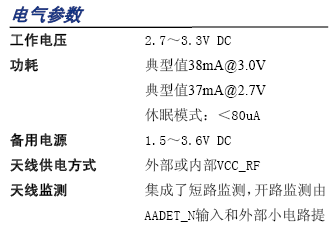 电气参数
工作电压 2.7～3.3V DC
功耗 典型值38mA@3.0V
典型值37mA@2.7V
休眠模式：＜80uA
备用电源 1.5～3.6V DC
天线供电方式 外部或内部VCC_RF
天线监测 集成了短路监测,开路监测由
AADET_N输入和外部小电路提